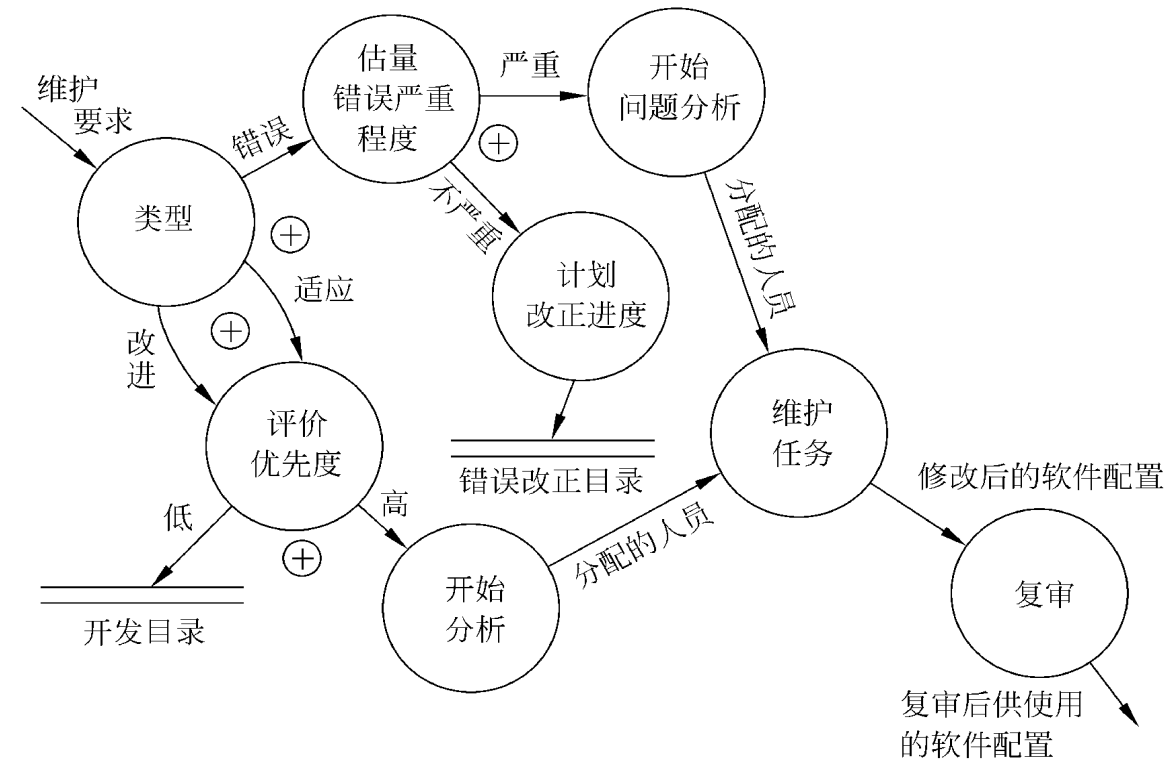 维护
要求
类型
错误
估量
错误严重
程度
严重
开始
问题分析
不严重
计划
改正进度
错误改正目录
适应
改
进
评价
优先度
低
开发目录
高
开始
分析
分配的人员
分配的人员
维护
任务
修改后的软件配置
复审
复审后供使用
的软件配置